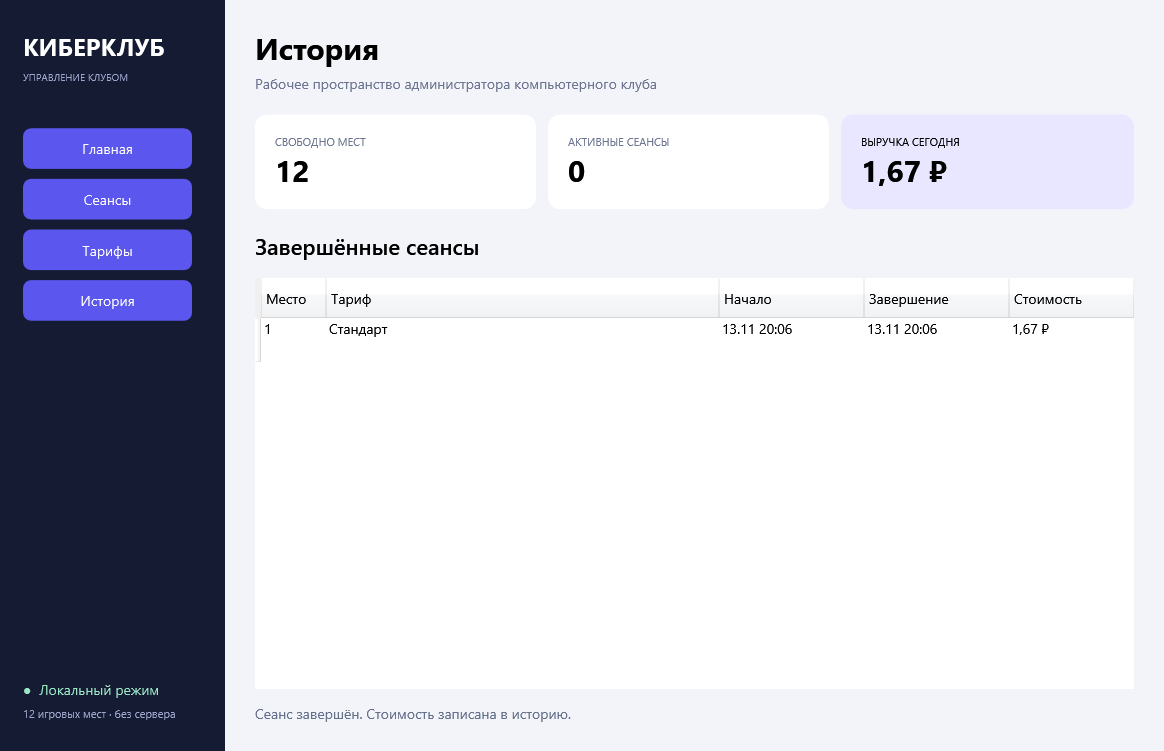 КИБЕРКЛУБ
УПРАВЛЕНИЕ КЛУБОМ
Главная
Сеансы
Тарифы
История
● Локальный режим
12 игровых мест · без сервера
История
Рабочее пространство администратора компьютерного клуба
СВОБОДНО МЕСТ
12
АКТИВНЫЕ СЕАНСЫ
0
ВЫРУЧКА СЕГОДНЯ
1,67 ₽
Завершённые сеансы
Место Тариф Начало Завершение Стоимость
1 Стандарт 13.11 20:06 13.11 20:06 1,67 ₽
Сеанс завершён. Стоимость записана в историю.